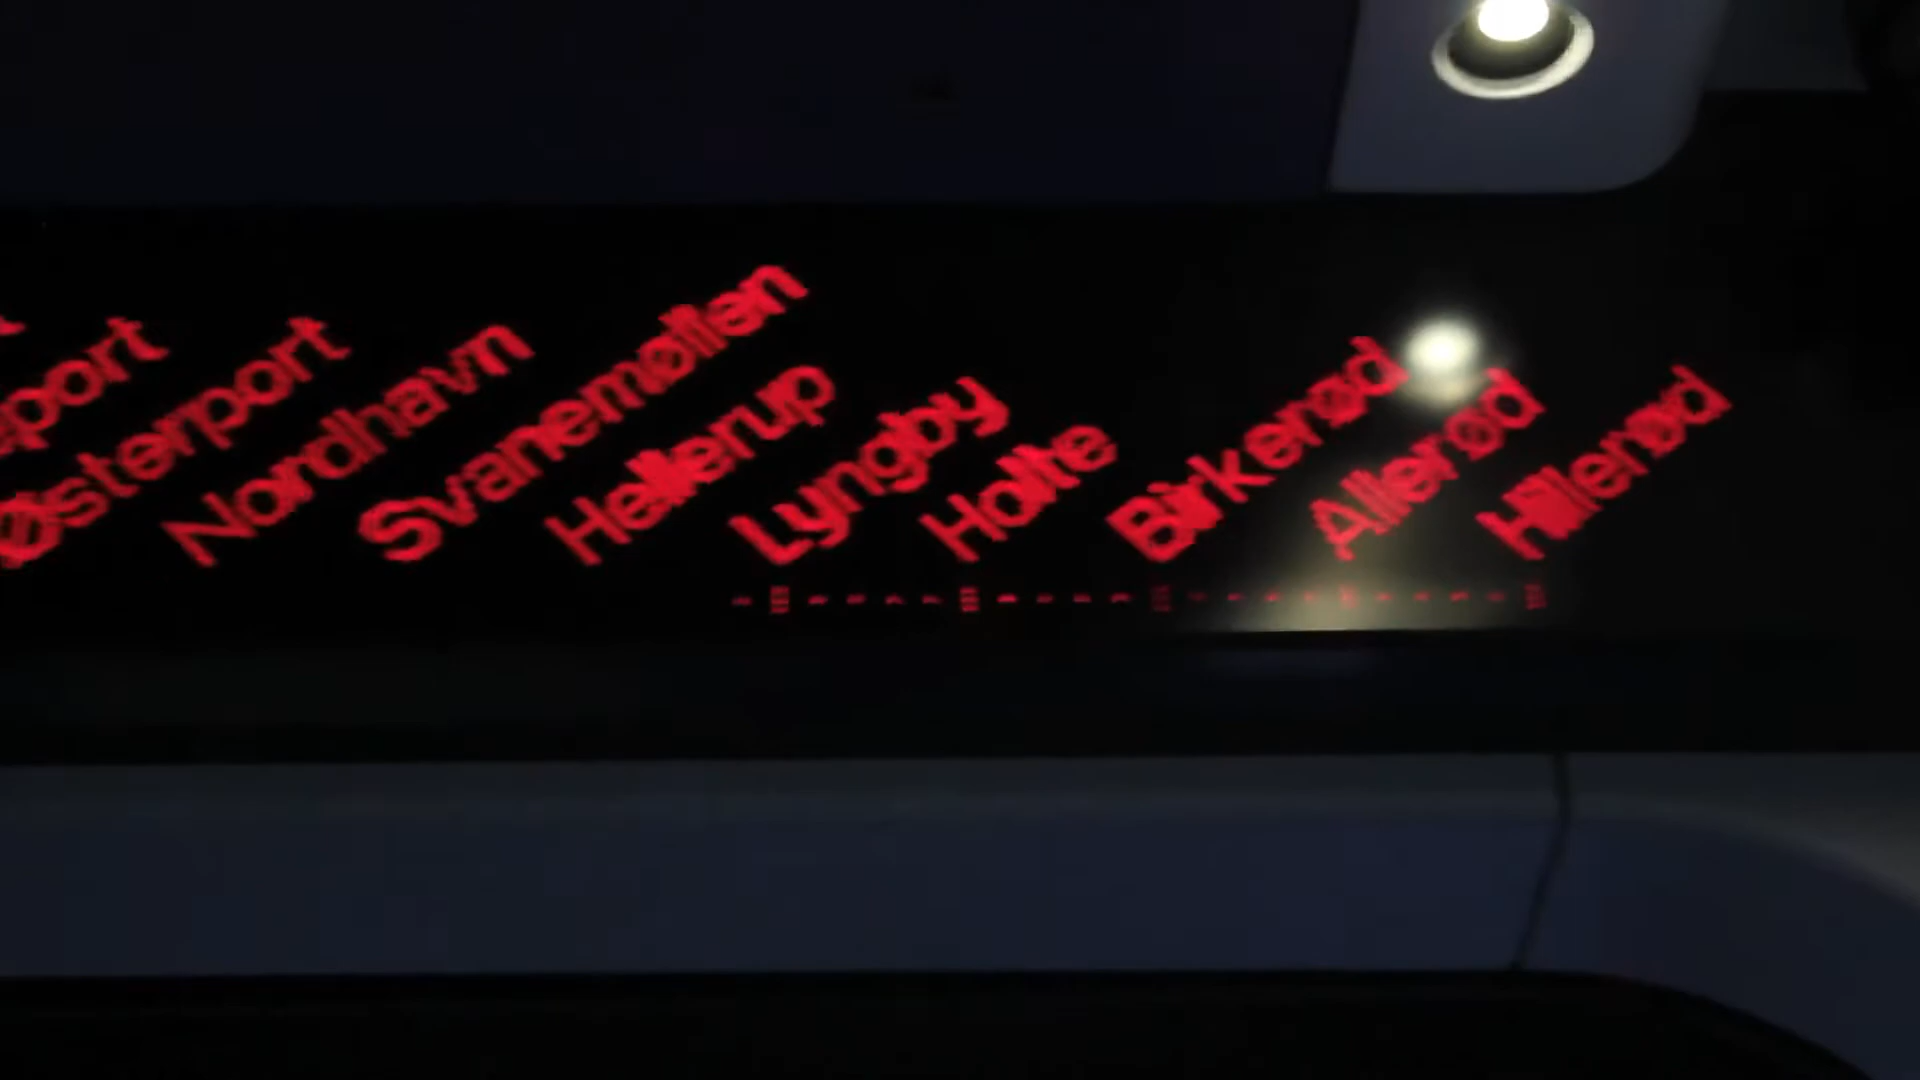 Østerport
Nordhavn
Svanemøllen
Hellerup
Lyngby
Holte
Birkerød
Allerød
Hillerød